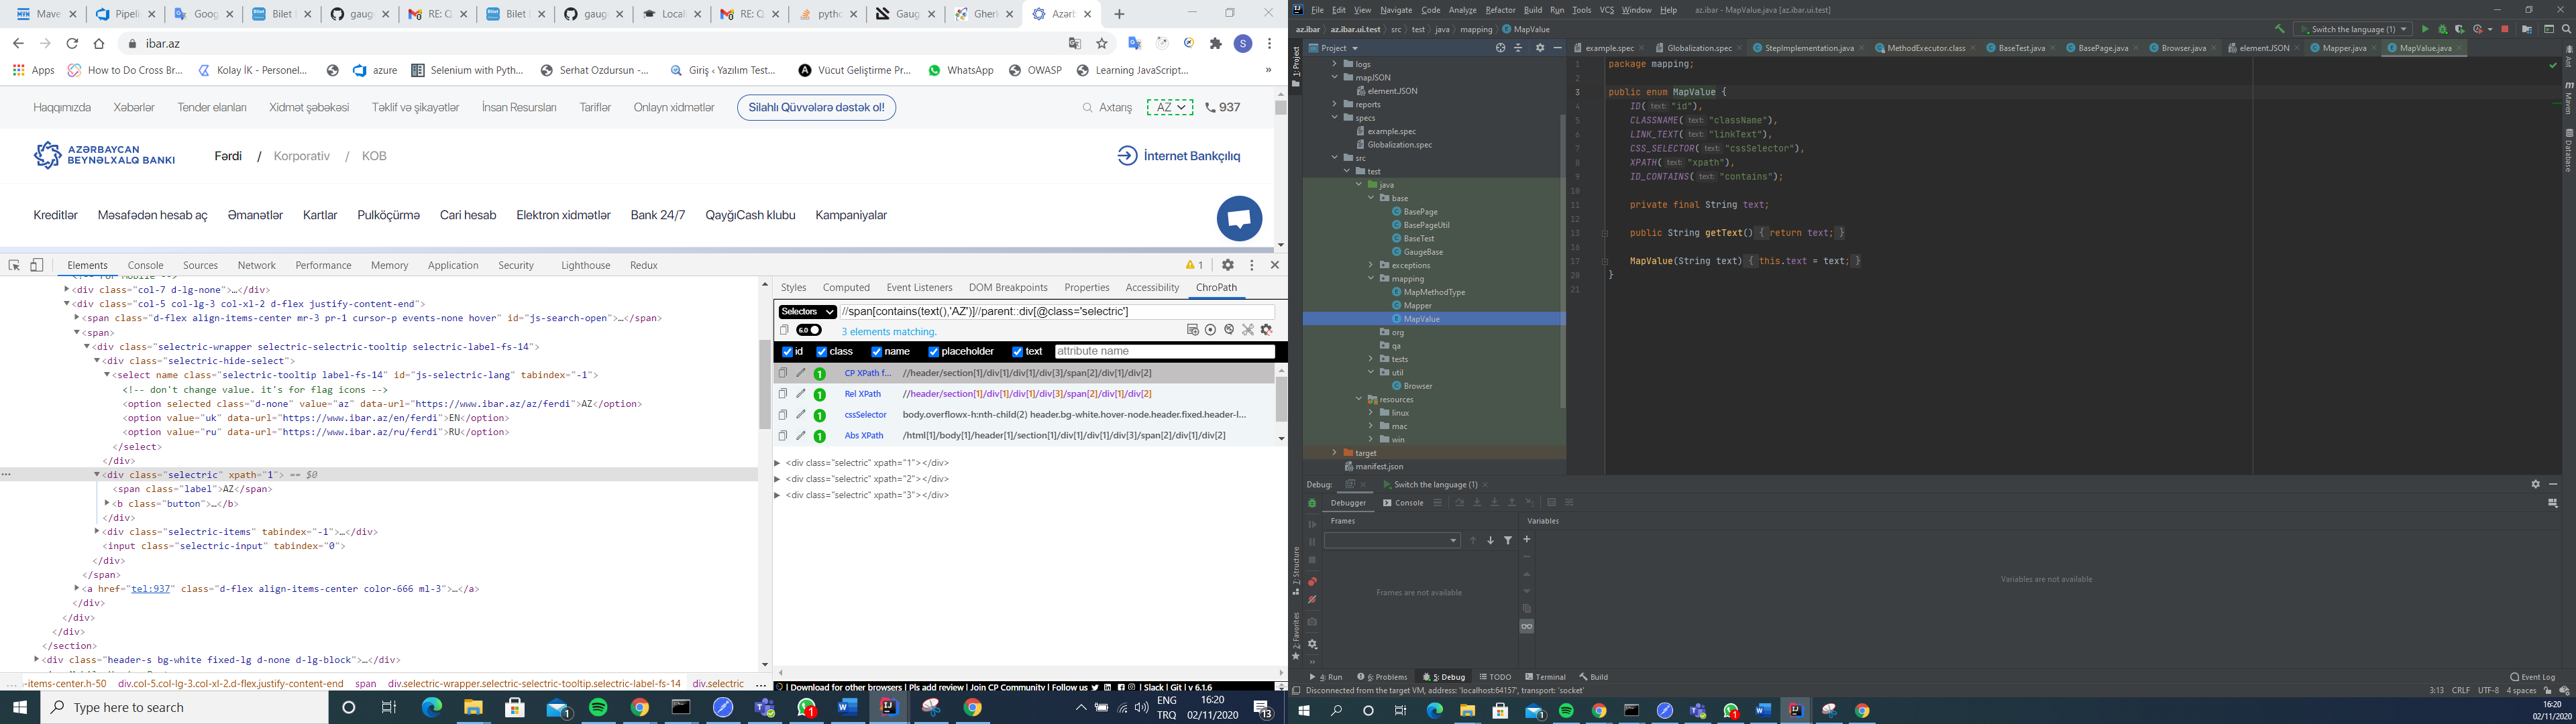 Mave
Pipeli
Goog
Bilet
gaug
RE: Q
Bilet
gaug
Local
RE: Q
pytho
Gaug
Gherk
Azərb
ibar.az
Apps
How to Do Cross Br...
Kolay İK - Personel...
azure
Selenium with Pyth...
Serhat Ozdursun -...
Giriş ‹ Yazılım Test...
Vücut Geliştirme Pr...
WhatsApp
OWASP
Learning JavaScript...
Haqqımızda Xəbərlər Tender elanları Xidmət şəbəkəsi Təklif və şikayətlər İnsan Resursları Tariflər Onlayn xidmətlər Silahlı Qüvvələrə dəstək ol! Axtarış AZ 937
AZƏRBAYCAN
BEYNƏLXALQ BANKI
Fərdi / Korporativ / KOB
İnternet Bankçılıq
Kreditlər Məsafədən hesab aç Əmanətlər Kartlar Pulköçürmə Cari hesab Elektron xidmətlər Bank 24/7 QayğıCash klubu Kampaniyalar
Elements Console Sources Network Performance Memory Application Security Lighthouse Redux 1
<div class="col-7 d-lg-none">…</div>
<div class="col-5 col-lg-3 col-xl-2 d-flex justify-content-end">
<span class="d-flex align-items-center mr-3 pr-1 cursor-p events-none hover" id="js-search-open">…</span>
<span>
<div class="selectric-wrapper selectric-selectric-tooltip selectric-label-fs-14">
<div class="selectric-hide-select">
<select name class="selectric-tooltip label-fs-14" id="js-selectric-lang" tabindex="-1">
<!-- don't change value. it's for flag icons -->
<option selected class="d-none" value="az" data-url="https://www.ibar.az/az/ferdi">AZ</option>
<option value="uk" data-url="https://www.ibar.az/en/ferdi">EN</option>
<option value="ru" data-url="https://www.ibar.az/ru/ferdi">RU</option>
</select>
</div>
<div class="selectric" xpath="1"> == $0
<span class="label">AZ</span>
<b class="button">…</b>
</div>
<div class="selectric-items" tabindex="-1">…</div>
<input class="selectric-input" tabindex="0">
</div>
</span>
<a href="tel:937" class="d-flex align-items-center color-666 ml-3">…</a>
</div>
</div>
</div>
</section>
<div class="header-s bg-white fixed-lg d-none d-lg-block">…</div>
-items-center.h-50 div.col-5.col-lg-3.col-xl-2.d-flex.justify-content-end span div.selectric-wrapper.selectric-selectric-tooltip.selectric-label-fs-14 div.selectric
Styles Computed Event Listeners DOM Breakpoints Properties Accessibility ChroPath
Selectors //span[contains(text(),'AZ')]//parent::div[@class='selectric']
6.0 3 elements matching.
id class name placeholder text attribute name
1 CP XPath f... //header/section[1]/div[1]/div[1]/div[3]/span[2]/div[1]/div[2]
1 Rel XPath //header/section[1]/div[1]/div[1]/div[3]/span[2]/div[1]/div[2]
1 cssSelector body.overflowx-h:nth-child(2) header.bg-white.hover-node.header.fixed.header-l...
1 Abs XPath /html[1]/body[1]/header[1]/section[1]/div[1]/div[1]/div[3]/span[2]/div[1]/div[2]
<div class="selectric" xpath="1"></div>
<div class="selectric" xpath="2"></div>
<div class="selectric" xpath="3"></div>
| Download for other browsers | Pls add review | Join CP Community | Follow us | Slack | Git | v 6.1.6
Type here to search
ENG
TRQ
16:20
02/11/2020
13
File Edit View Navigate Code Analyze Refactor Build Run Tools VCS Window Help az.ibar - MapValue.java [az.ibar.ui.test]
az.ibar az.ibar.ui.test src test java mapping MapValue
Switch the language (1)
Project
example.spec Globalization.spec StepImplementation.java MethodExecutor.class BaseTest.java BasePage.java Browser.java element.JSON Mapper.java MapValue.java
logs
mapJSON
element.JSON
reports
specs
example.spec
Globalization.spec
src
test
java
base
BasePage
BasePageUtil
BaseTest
GaugeBase
exceptions
mapping
MapMethodType
Mapper
MapValue
org
qa
tests
util
Browser
resources
linux
mac
win
target
manifest.json
1 package mapping;
2
3 public enum MapValue {
4 ID( text: "id"),
5 CLASSNAME( text: "className"),
6 LINK_TEXT( text: "linkText"),
7 CSS_SELECTOR( text: "cssSelector"),
8 XPATH( text: "xpath"),
9 ID_CONTAINS( text: "contains");
10
11 private final String text;
12
13 public String getText() { return text; }
16
17 MapValue(String text) { this.text = text; }
20 }
21
1: Project
7: Structure
2: Favorites
Ant
Maven
Database
Debug: Switch the language (1)
Debugger Console
Frames
Variables
Frames are not available
Variables are not available
4: Run 6: Problems 5: Debug TODO Terminal Build Event Log
Disconnected from the target VM, address: 'localhost:64157', transport: 'socket' 3:13 CRLF UTF-8 4 spaces
16:20
02/11/2020